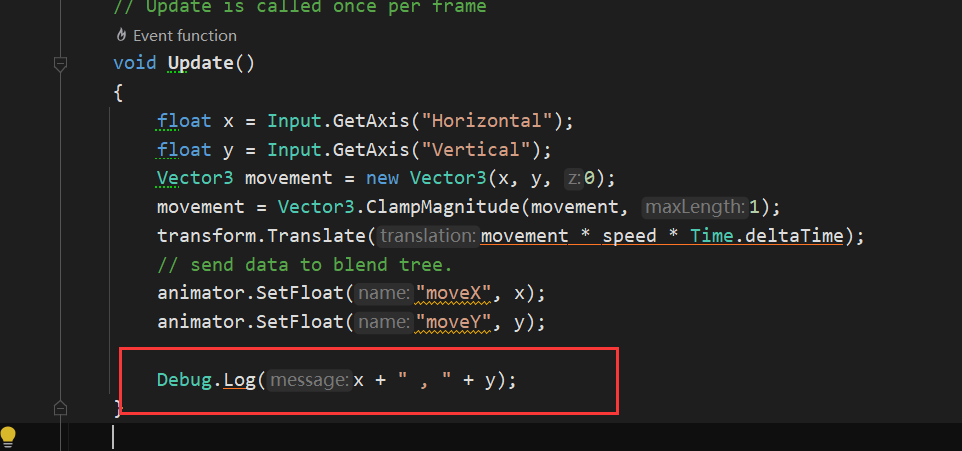 // Update is called once per frame
Event function
void Update()
{
float x = Input.GetAxis("Horizontal");
float y = Input.GetAxis("Vertical");
Vector3 movement = new Vector3(x, y, z:0);
movement = Vector3.ClampMagnitude(movement, maxLength:1);
transform.Translate(translation:movement * speed * Time.deltaTime);
// send data to blend tree.
animator.SetFloat(name:"moveX", x);
animator.SetFloat(name:"moveY", y);
Debug.Log(message:x + " , " + y);
}